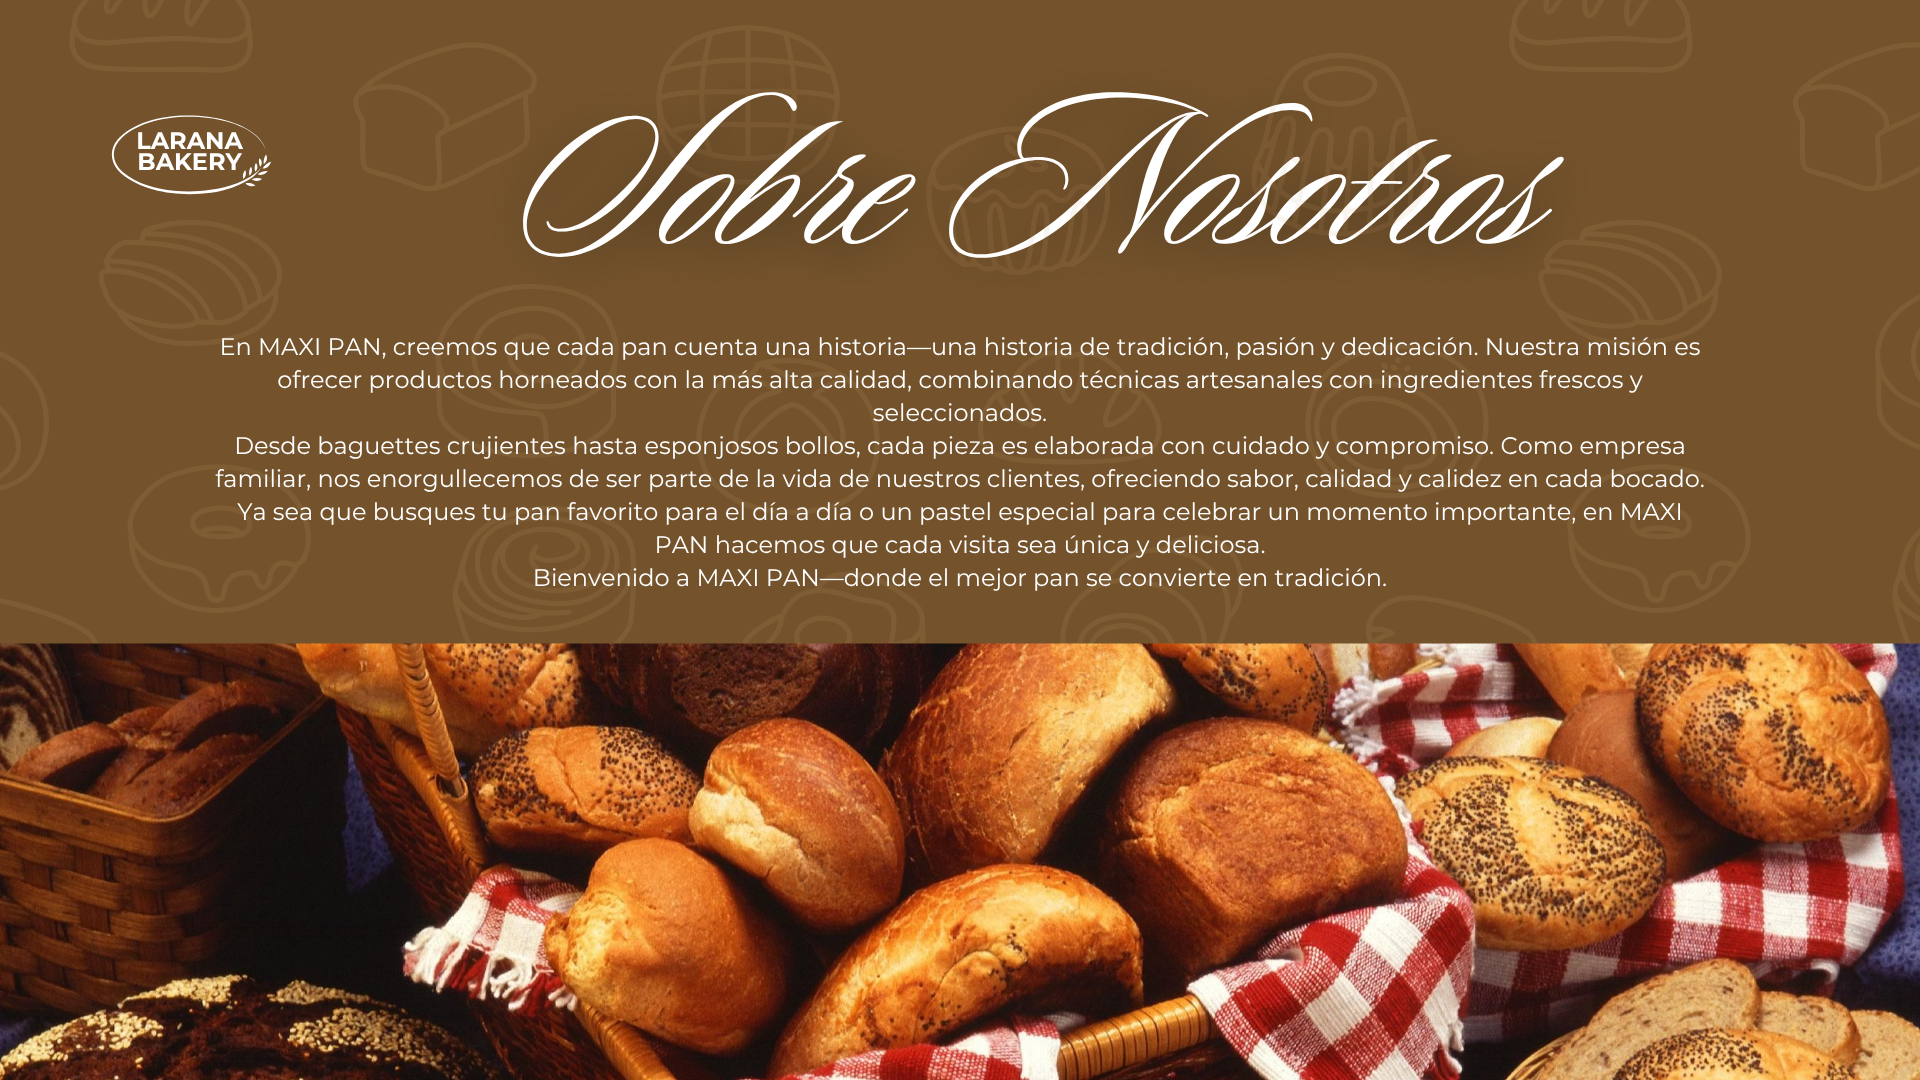 LARANA
BAKERY
Sobre Nosotros
En MAXI PAN, creemos que cada pan cuenta una historia—una historia de tradición, pasión y dedicación. Nuestra misión es
ofrecer productos horneados con la más alta calidad, combinando técnicas artesanales con ingredientes frescos y
seleccionados.
Desde baguettes crujientes hasta esponjosos bollos, cada pieza es elaborada con cuidado y compromiso. Como empresa
familiar, nos enorgullecemos de ser parte de la vida de nuestros clientes, ofreciendo sabor, calidad y calidez en cada bocado.
Ya sea que busques tu pan favorito para el día a día o un pastel especial para celebrar un momento importante, en MAXI
PAN hacemos que cada visita sea única y deliciosa.
Bienvenido a MAXI PAN—donde el mejor pan se convierte en tradición.